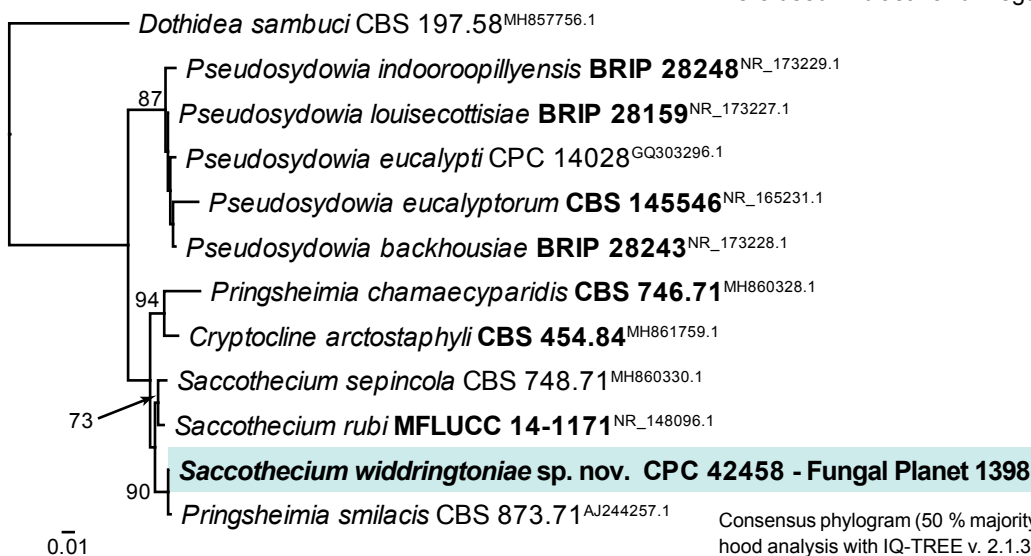 Dothidea sambuci CBS 197.58MH857756.1
Pseudosydowia indooroopillyensis BRIP 28248NR_173229.1
87
Pseudosydowia louisecottisiae BRIP 28159NR_173227.1
Pseudosydowia eucalypti CPC 14028GQ303296.1
Pseudosydowia eucalyptorum CBS 145546NR_165231.1
Pseudosydowia backhousiae BRIP 28243NR_173228.1
94
Pringsheimia chamaecyparidis CBS 746.71MH860328.1
Cryptocline arctostaphyli CBS 454.84MH861759.1
Saccothecium sepincola CBS 748.71MH860330.1
73
Saccothecium rubi MFLUCC 14-1171NR_148096.1
Saccothecium widdringtoniae sp. nov. CPC 42458 - Fungal Planet 1398
90
Pringsheimia smilacis CBS 873.71AJ244257.1
0.01
Consensus phylogram (50 % majority
hood analysis with IQ-TREE v. 2.1.3